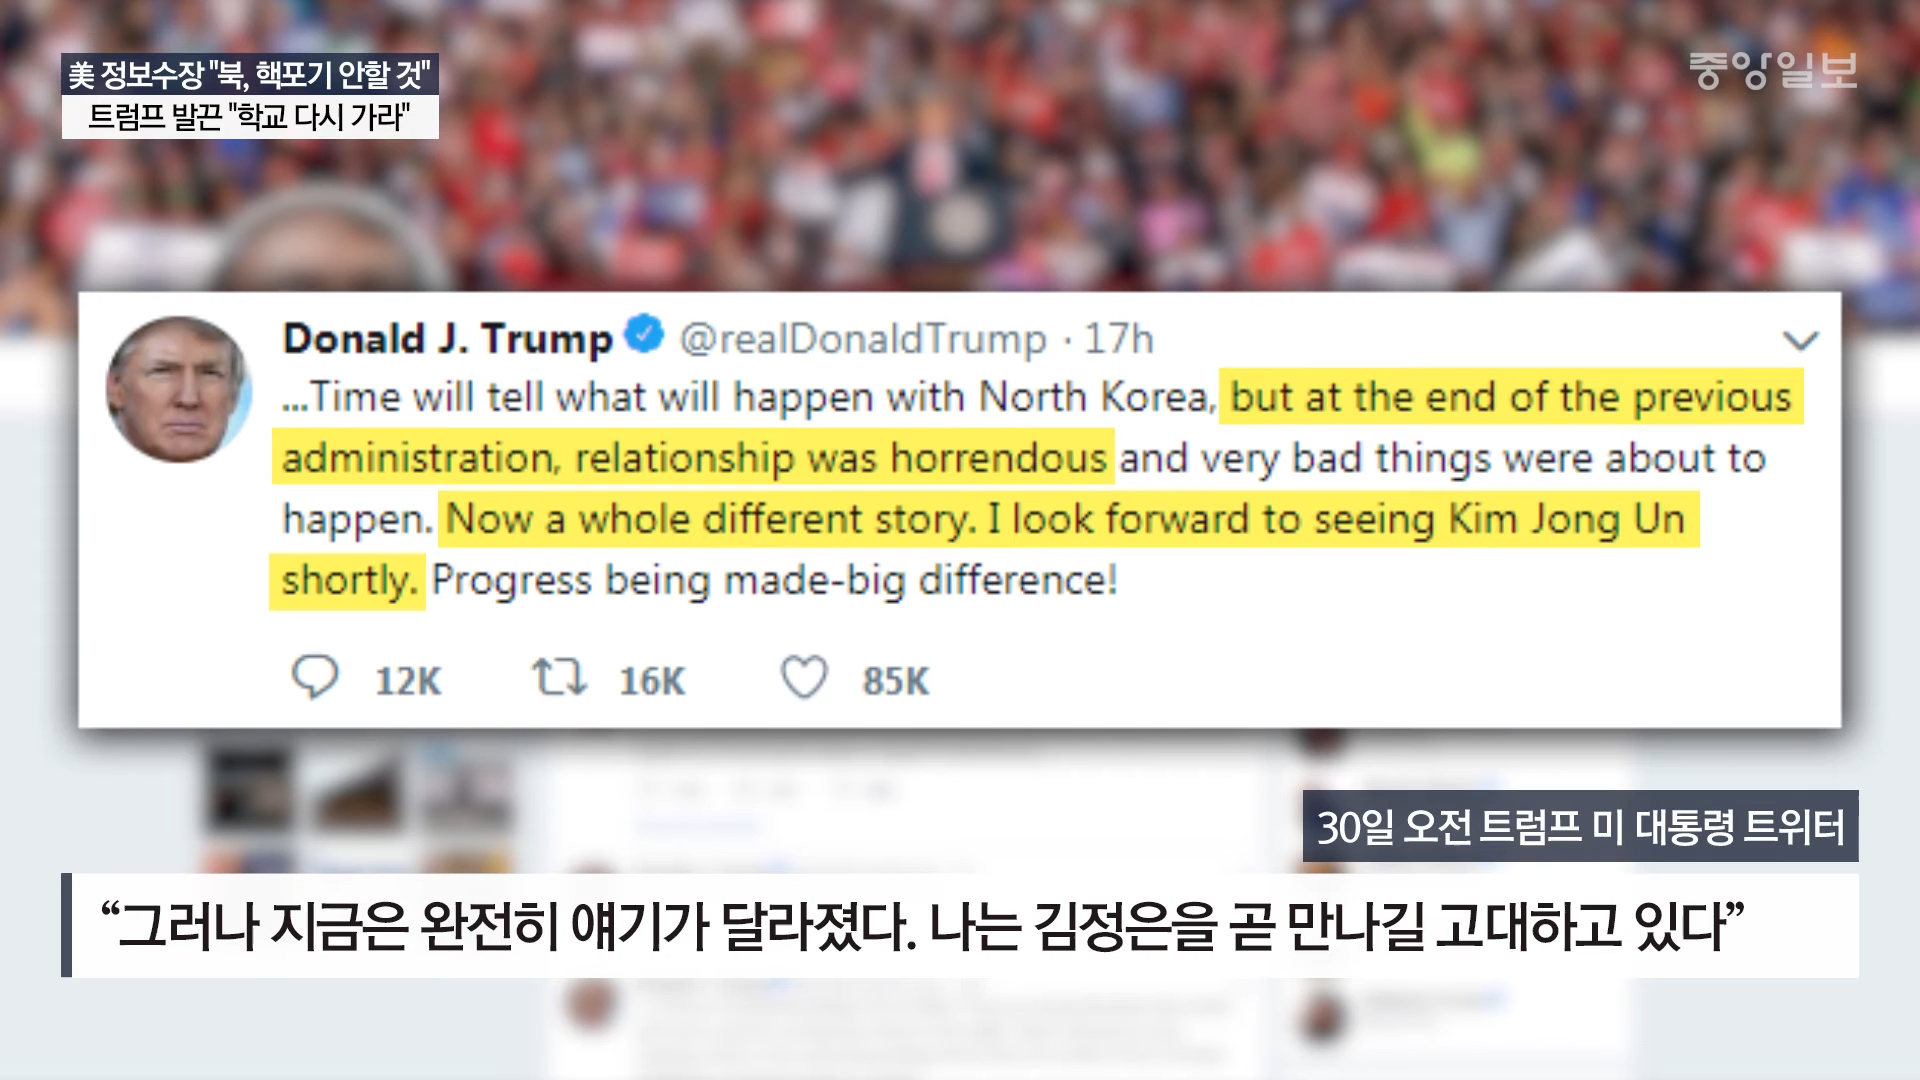 美 정보수장 "북, 핵포기 안할 것"
트럼프 발끈 "학교 다시 가라"
중앙일보
Donald J. Trump @realDonaldTrump · 17h
...Time will tell what will happen with North Korea, but at the end of the previous
administration, relationship was horrendous and very bad things were about to
happen. Now a whole different story. I look forward to seeing Kim Jong Un
shortly. Progress being made-big difference!
12K 16K 85K
30일 오전 트럼프 미 대통령 트위터
“그러나 지금은 완전히 얘기가 달라졌다. 나는 김정은을 곧 만나길 고대하고 있다”